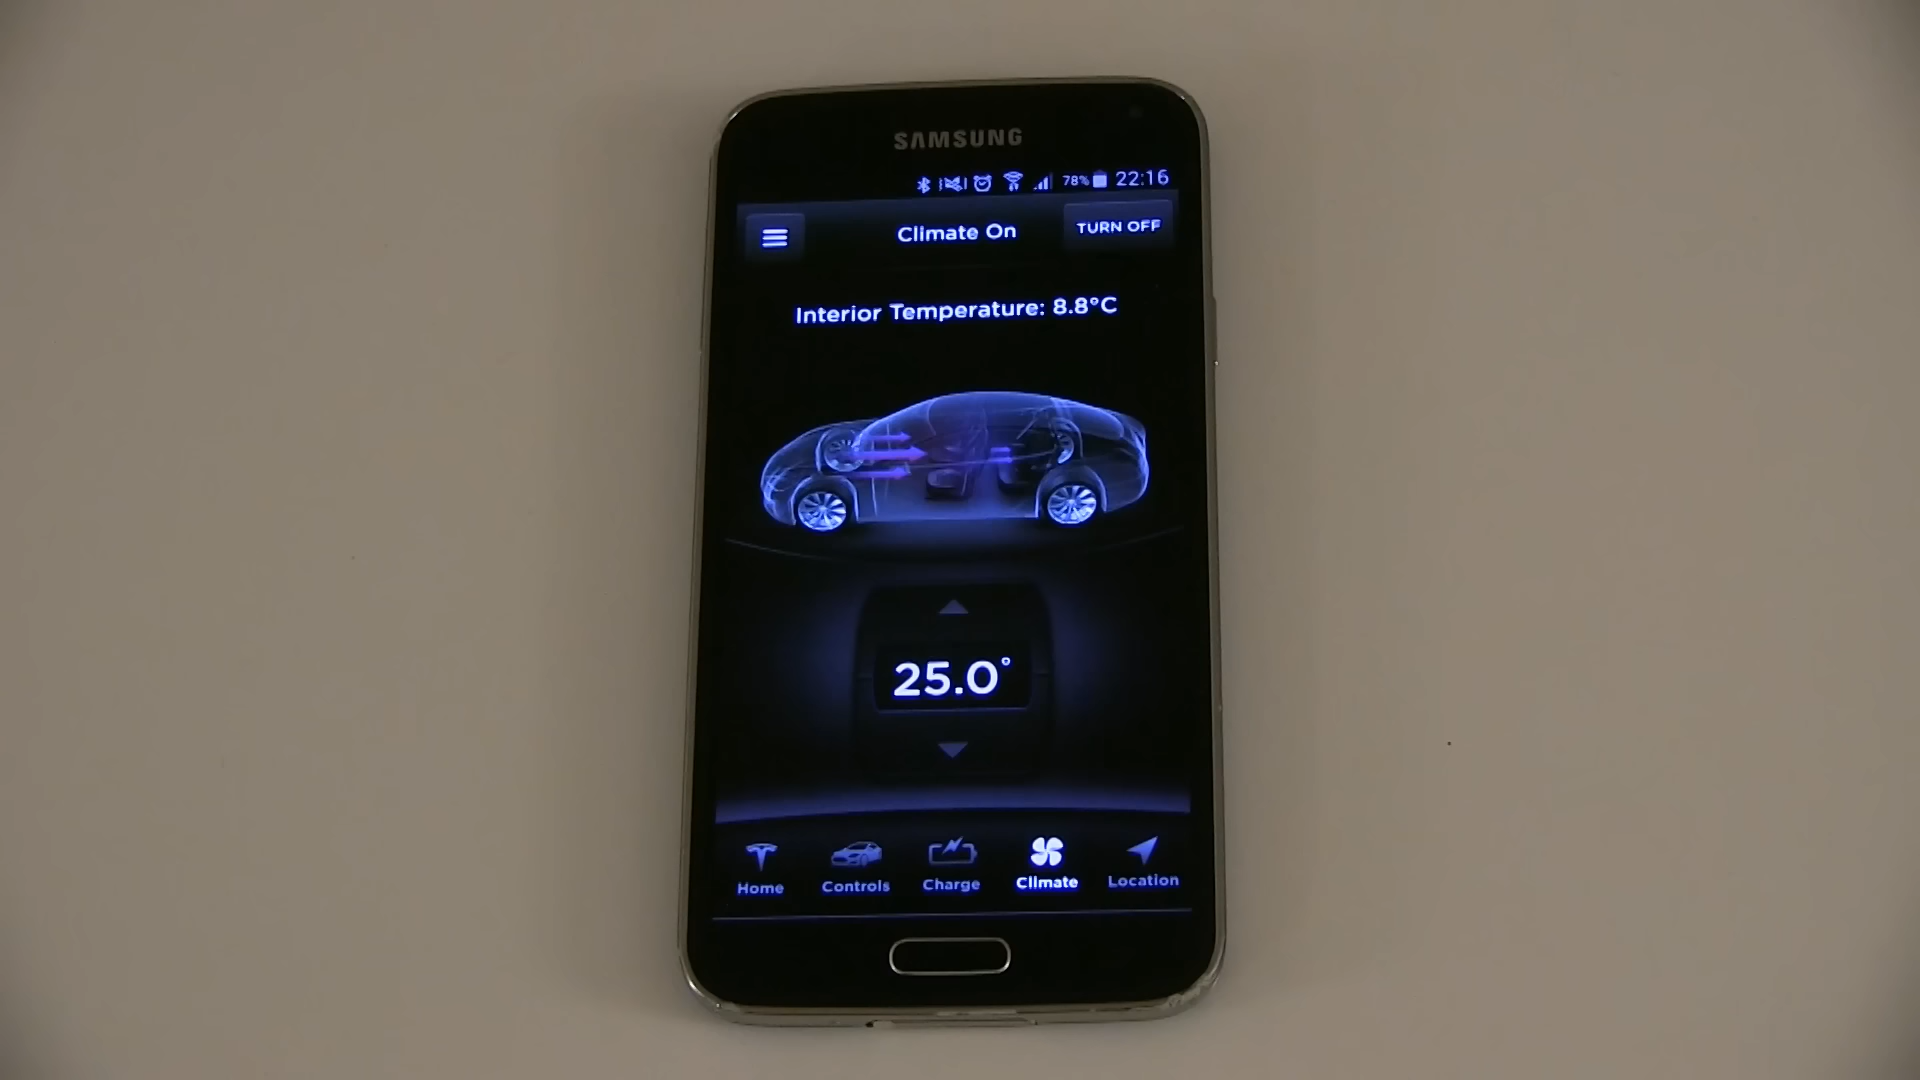 SAMSUNG
78% 22:16
Climate On
TURN OFF
Interior Temperature: 8.8°C
25.0°
Home
Controls
Charge
Climate
Location